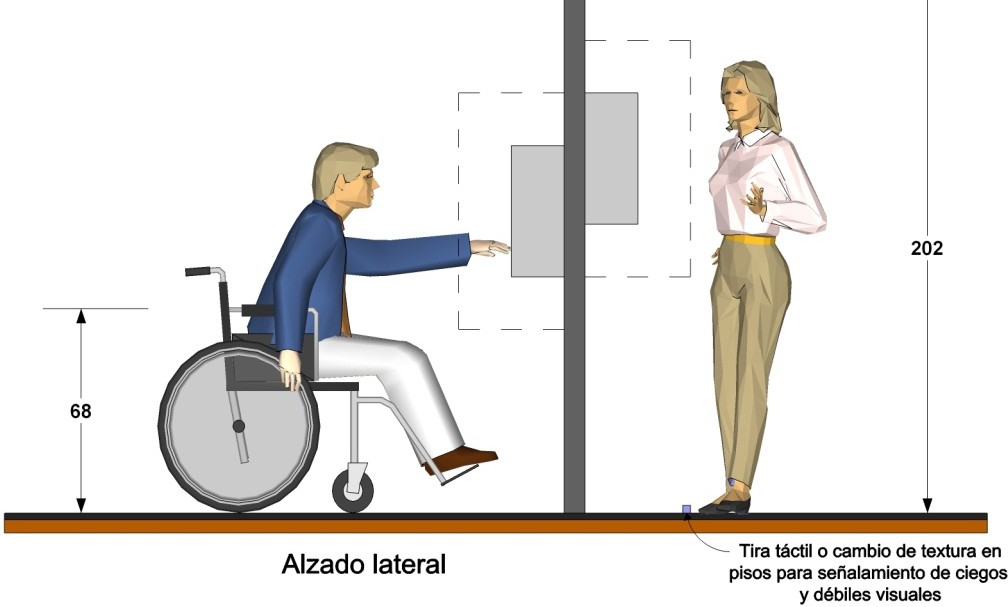 202
68
Alzado lateral
Tira táctil o cambio de textura en
pisos para señalamiento de ciegos
y débiles visuales